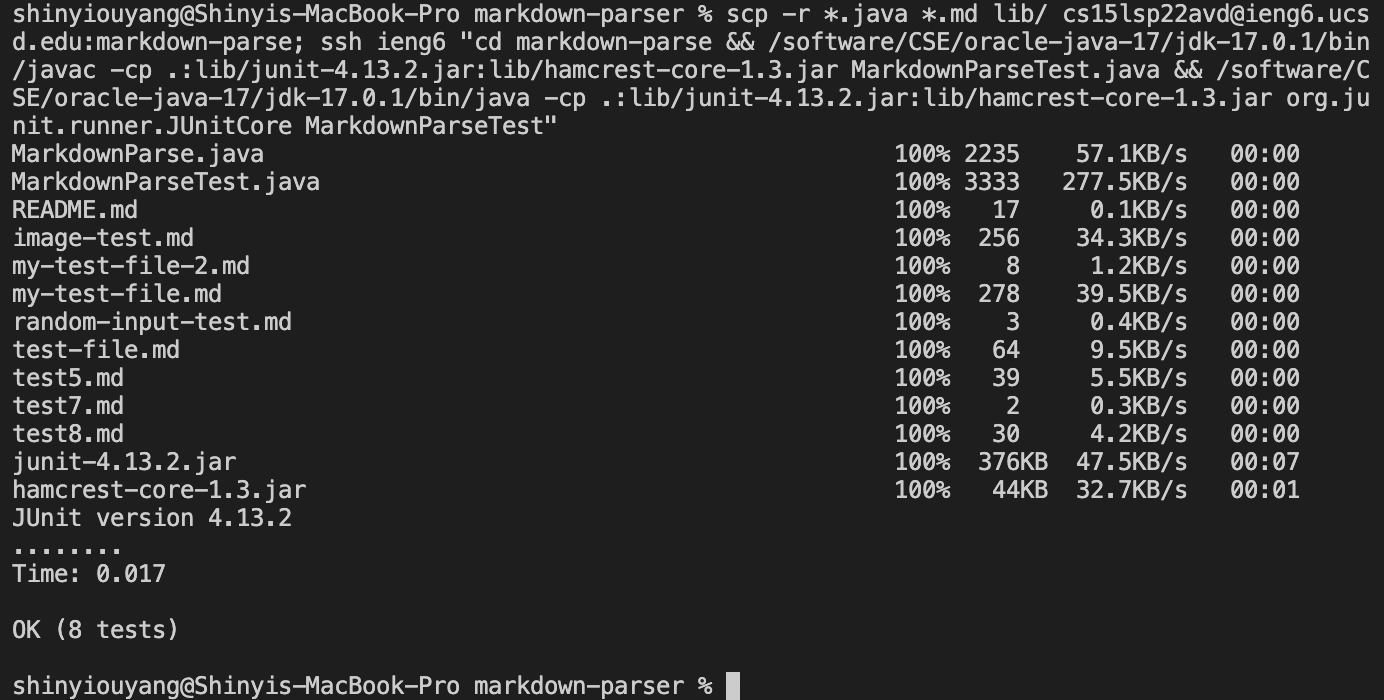 shinyiouyang@Shinyis-MacBook-Pro markdown-parser % scp -r *.java *.md lib/ cs15lsp22avd@ieng6.ucs
d.edu:markdown-parse; ssh ieng6 "cd markdown-parse && /software/CSE/oracle-java-17/jdk-17.0.1/bin
/javac -cp .:lib/junit-4.13.2.jar:lib/hamcrest-core-1.3.jar MarkdownParseTest.java && /software/C
SE/oracle-java-17/jdk-17.0.1/bin/java -cp .:lib/junit-4.13.2.jar:lib/hamcrest-core-1.3.jar org.ju
nit.runner.JUnitCore MarkdownParseTest"
MarkdownParse.java 100% 2235 57.1KB/s 00:00
MarkdownParseTest.java 100% 3333 277.5KB/s 00:00
README.md 100% 17 0.1KB/s 00:00
image-test.md 100% 256 34.3KB/s 00:00
my-test-file-2.md 100% 8 1.2KB/s 00:00
my-test-file.md 100% 278 39.5KB/s 00:00
random-input-test.md 100% 3 0.4KB/s 00:00
test-file.md 100% 64 9.5KB/s 00:00
test5.md 100% 39 5.5KB/s 00:00
test7.md 100% 2 0.3KB/s 00:00
test8.md 100% 30 4.2KB/s 00:00
junit-4.13.2.jar 100% 376KB 47.5KB/s 00:07
hamcrest-core-1.3.jar 100% 44KB 32.7KB/s 00:01
JUnit version 4.13.2
........
Time: 0.017
OK (8 tests)
shinyiouyang@Shinyis-MacBook-Pro markdown-parser %